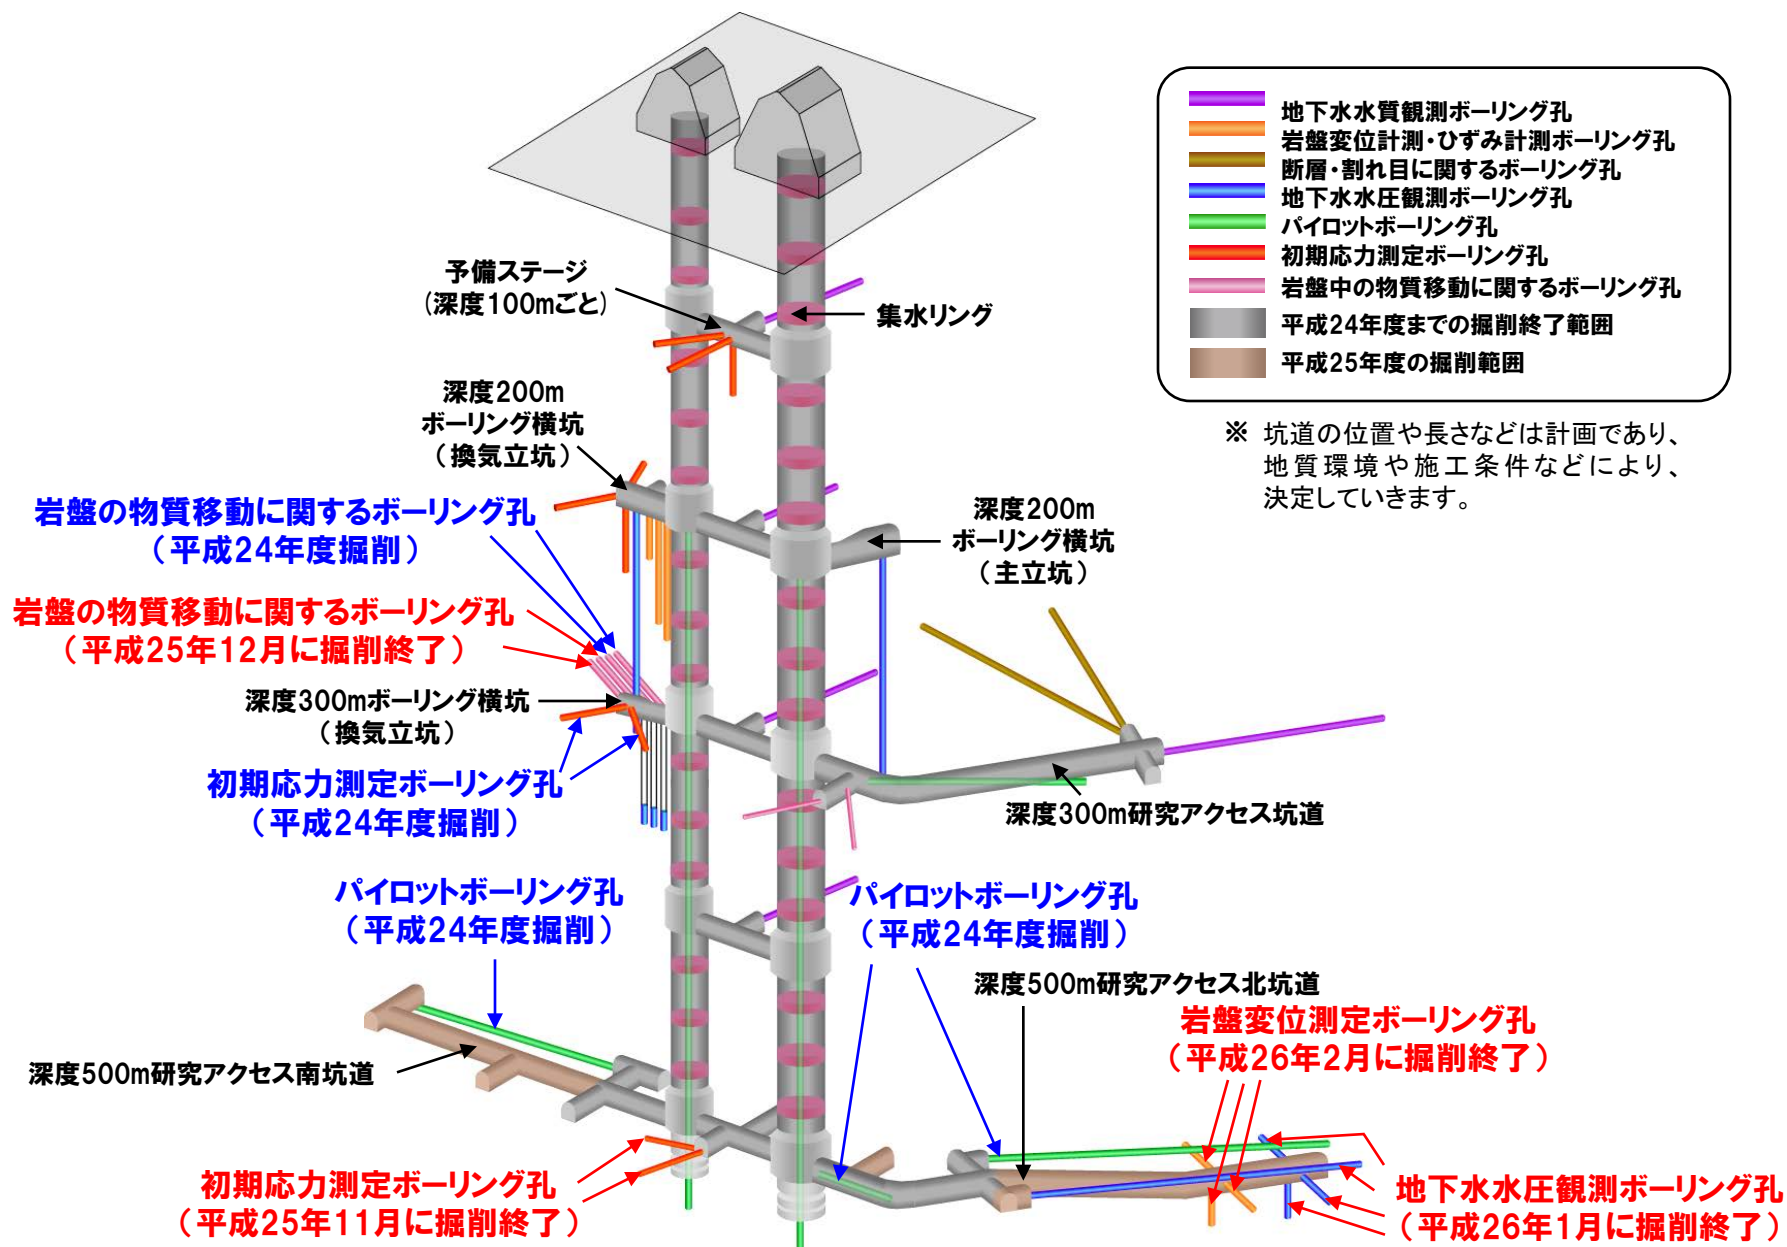 地下水水質観測ボーリング孔
岩盤変位計測・ひずみ計測ボーリング孔
断層・割れ目に関するボーリング孔
地下水水圧観測ボーリング孔
パイロットボーリング孔
初期応力測定ボーリング孔
岩盤中の物質移動に関するボーリング孔
平成24年度までの掘削終了範囲
平成25年度の掘削範囲
※ 坑道の位置や長さなどは計画であり、
地質環境や施工条件などにより、
決定していきます。
予備ステージ
(深度100mごと)
集水リング
深度200m
ボーリング横坑
(換気立坑)
岩盤の物質移動に関するボーリング孔
(平成24年度掘削)
深度200m
ボーリング横坑
(主立坑)
岩盤の物質移動に関するボーリング孔
(平成25年12月に掘削終了)
深度300mボーリング横坑
(換気立坑)
初期応力測定ボーリング孔
(平成24年度掘削)
深度300m研究アクセス坑道
パイロットボーリング孔
(平成24年度掘削)
パイロットボーリング孔
(平成24年度掘削)
深度500m研究アクセス北坑道
岩盤変位測定ボーリング孔
(平成26年2月に掘削終了)
深度500m研究アクセス南坑道
初期応力測定ボーリング孔
(平成25年11月に掘削終了)
地下水水圧観測ボーリング孔
(平成26年1月に掘削終了)